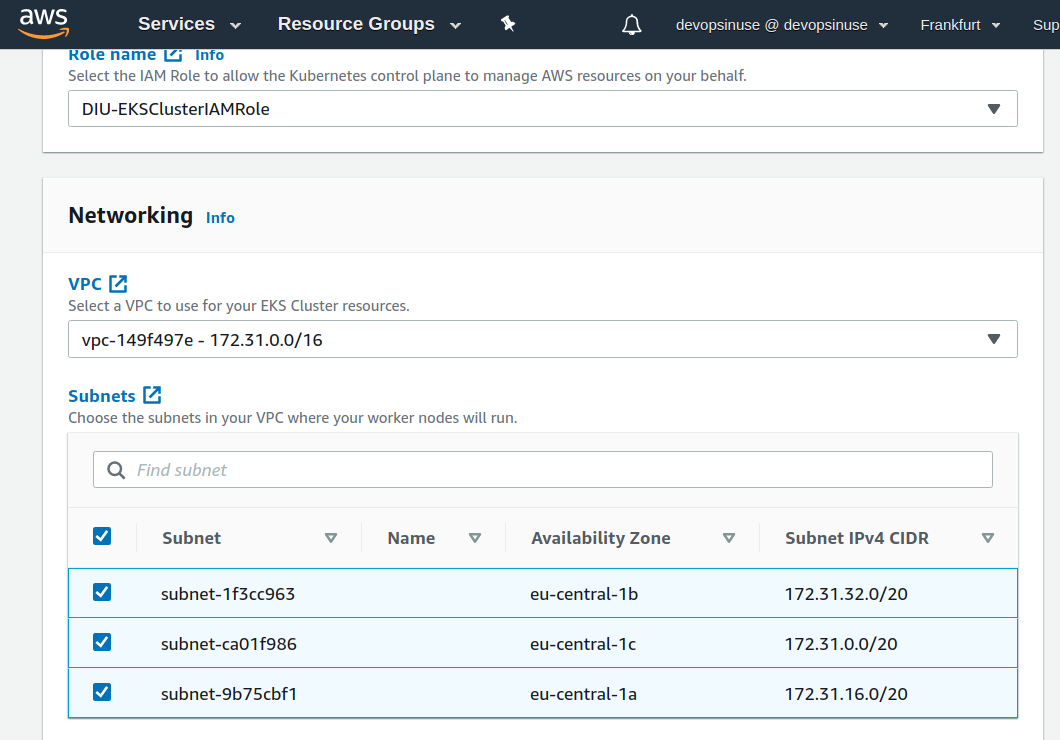 aws Services Resource Groups devopsinuse @ devopsinuse Frankfurt Sup
Role name Info
Select the IAM Role to allow the Kubernetes control plane to manage AWS resources on your behalf.
DIU-EKSClusterIAMRole
Networking Info
VPC
Select a VPC to use for your EKS Cluster resources.
vpc-149f497e - 172.31.0.0/16
Subnets
Choose the subnets in your VPC where your worker nodes will run.
Find subnet
Subnet Name Availability Zone Subnet IPv4 CIDR
subnet-1f3cc963 eu-central-1b 172.31.32.0/20
subnet-ca01f986 eu-central-1c 172.31.0.0/20
subnet-9b75cbf1 eu-central-1a 172.31.16.0/20